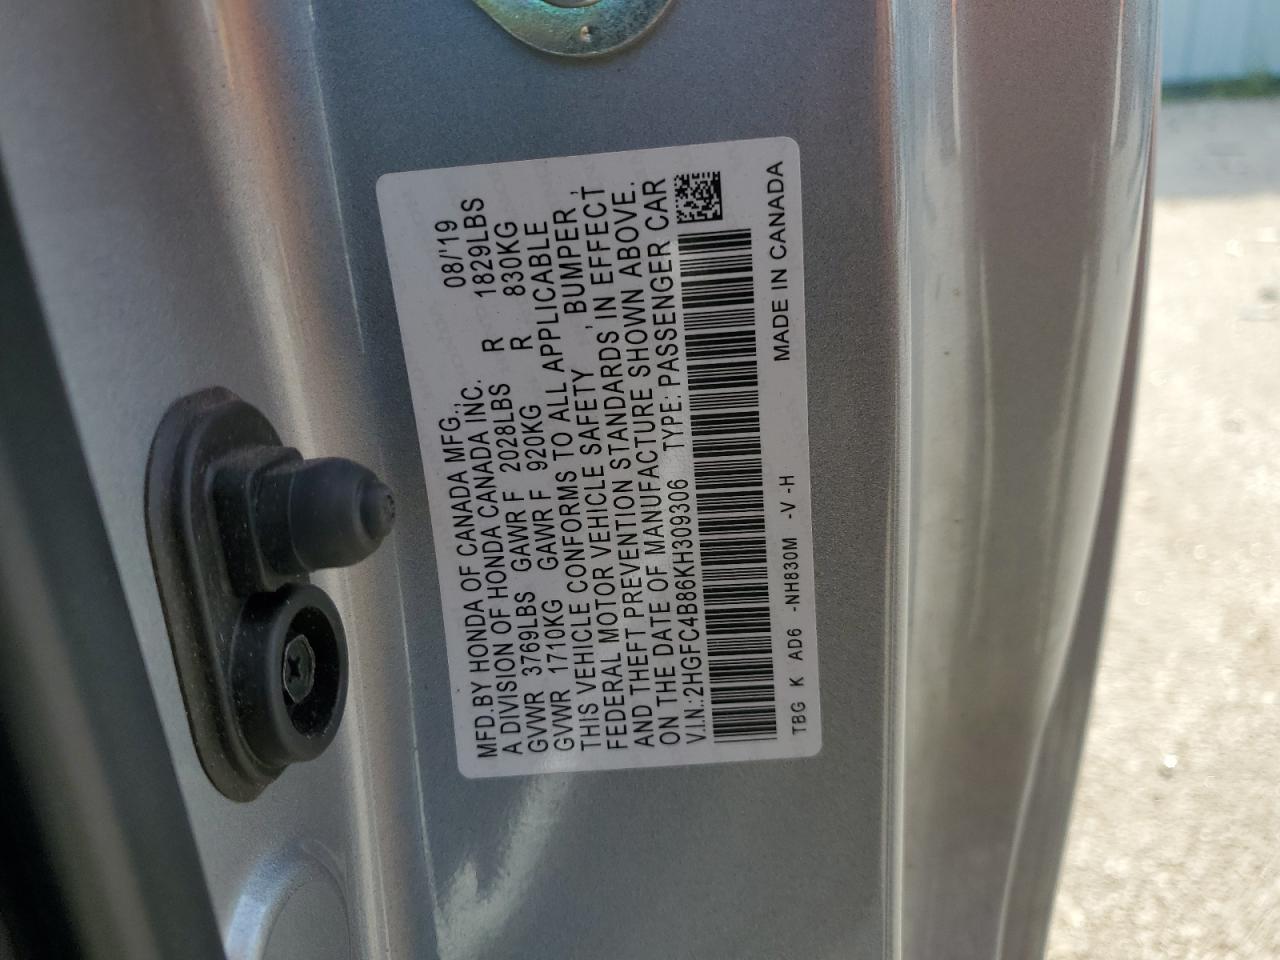 MFD.BY HONDA OF CANADA MFG., 08/'19
A DIVISION OF HONDA CANADA INC.
GVWR 3769LBS GAWR F 2028LBS R 1829LBS
GVWR 1710KG GAWR F 920KG R 830KG
THIS VEHICLE CONFORMS TO ALL APPLICABLE
FEDERAL MOTOR VEHICLE SAFETY, BUMPER,
AND THEFT PREVENTION STANDARDS IN EFFECT
ON THE DATE OF MANUFACTURE SHOWN ABOVE.
V.I.N.:2HGFC4B86KH309306 TYPE: PASSENGER CAR
TBG K AD6 -NH830M -V -H MADE IN CANADA